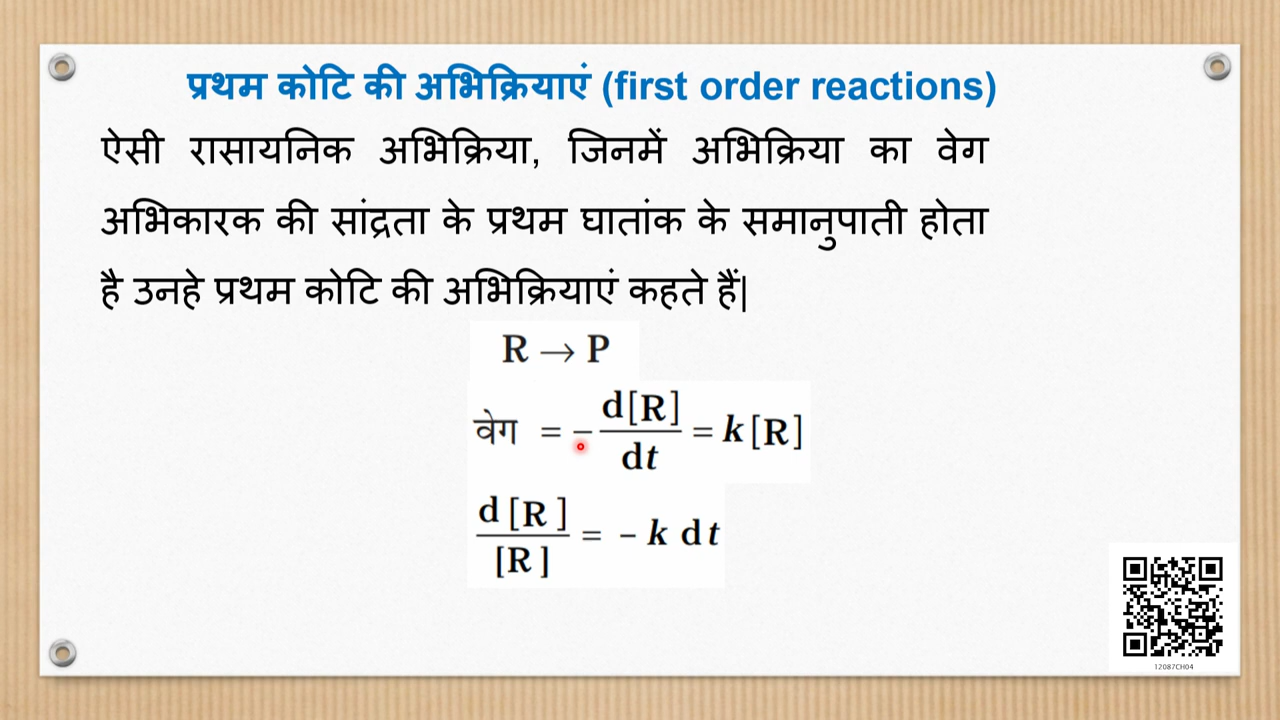 प्रथम कोटि की अभिक्रियाएं (first order reactions)
ऐसी रासायनिक अभिक्रिया, जिनमें अभिक्रिया का वेग
अभिकारक की सांद्रता के प्रथम घातांक के समानुपाती होता
है उनहे प्रथम कोटि की अभिक्रियाएं कहते हैं|
R → P
वेग = – d[R]/dt = k [R]
d [R ]/[R ] = – k dt
12087CH04